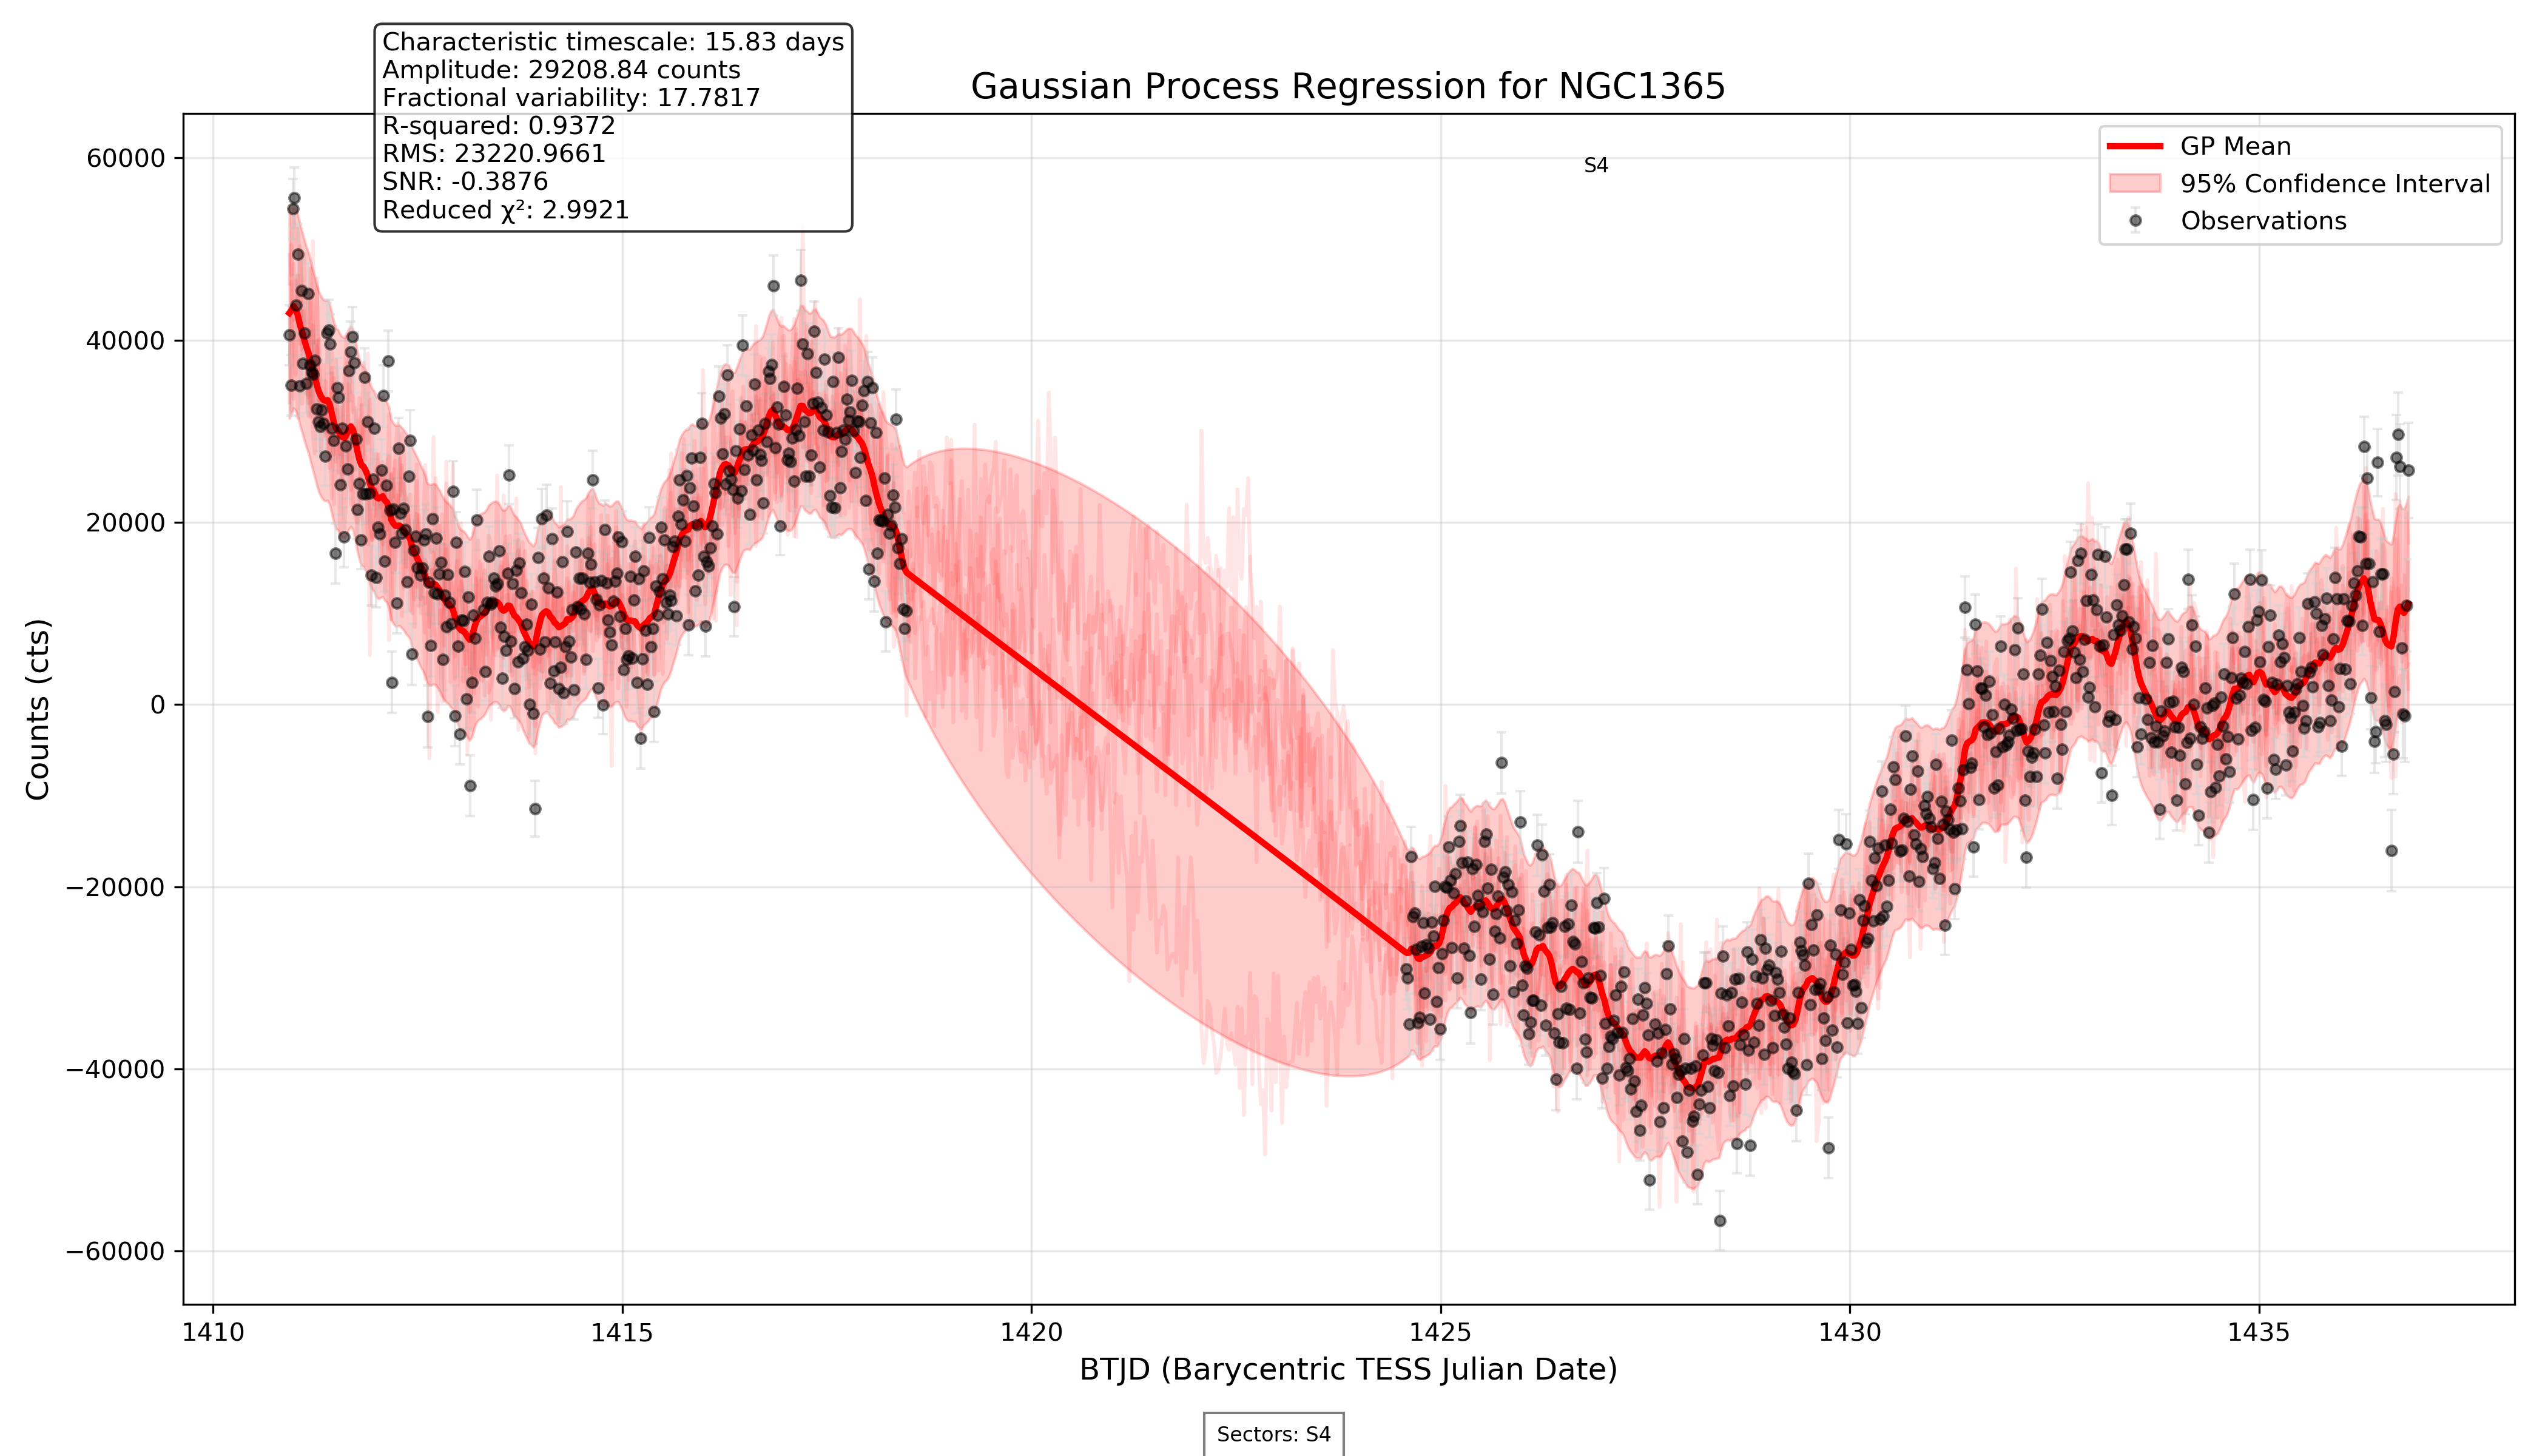 Characteristic timescale: 15.83 days
Amplitude: 29208.84 counts
Fractional variability: 17.7817
R-squared: 0.9372
RMS: 23220.9661
SNR: -0.3876
Reduced χ²: 2.9921
Gaussian Process Regression for NGC1365
GP Mean
95% Confidence Interval
Observations
S4
Counts (cts)
60000
40000
20000
0
−20000
−40000
−60000
1410 1415 1420 1425 1430 1435
BTJD (Barycentric TESS Julian Date)
Sectors: S4